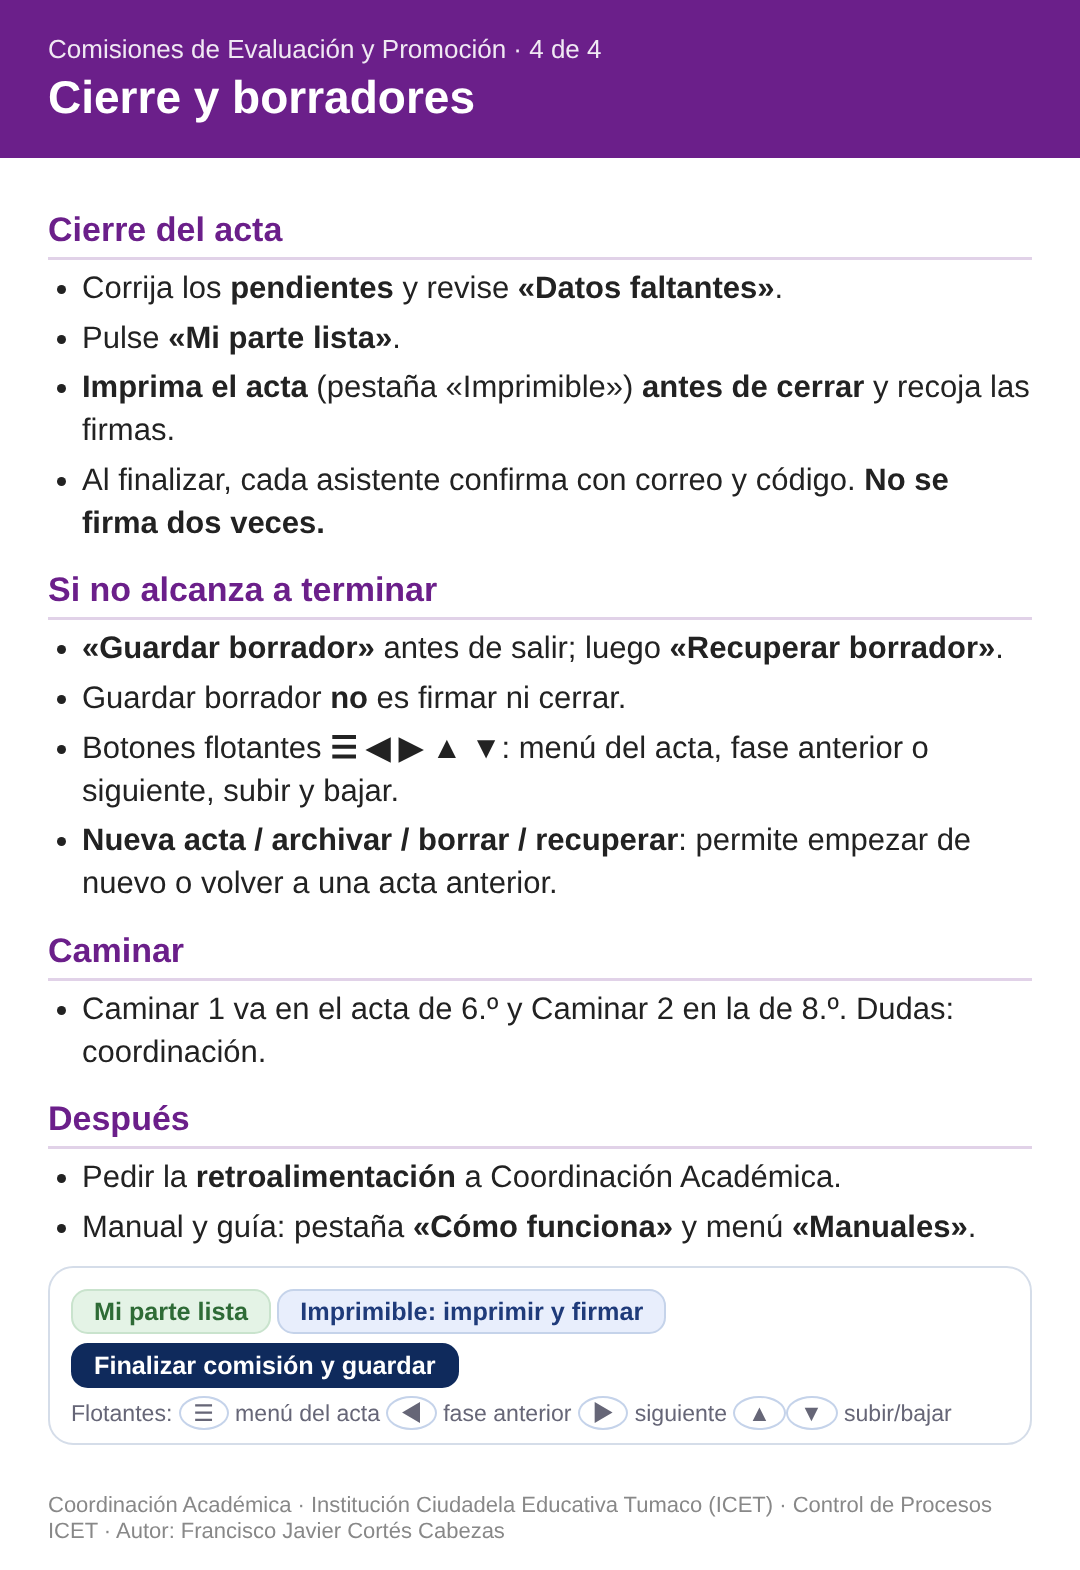 Comisiones de Evaluación y Promoción · 4 de 4
Cierre y borradores
Cierre del acta
• Corrija los pendientes y revise «Datos faltantes».
• Pulse «Mi parte lista».
• Imprima el acta (pestaña «Imprimible») antes de cerrar y recoja las
firmas.
• Al finalizar, cada asistente confirma con correo y código. No se
firma dos veces.
Si no alcanza a terminar
• «Guardar borrador» antes de salir; luego «Recuperar borrador».
• Guardar borrador no es firmar ni cerrar.
• Botones flotantes ☰ ◀ ▶ ▲ ▼: menú del acta, fase anterior o
siguiente, subir y bajar.
• Nueva acta / archivar / borrar / recuperar: permite empezar de
nuevo o volver a una acta anterior.
Caminar
• Caminar 1 va en el acta de 6.º y Caminar 2 en la de 8.º. Dudas:
coordinación.
Después
• Pedir la retroalimentación a Coordinación Académica.
• Manual y guía: pestaña «Cómo funciona» y menú «Manuales».
Mi parte lista Imprimible: imprimir y firmar
Finalizar comisión y guardar
Flotantes: ☰ menú del acta ◀ fase anterior ▶ siguiente ▲ ▼ subir/bajar
Coordinación Académica · Institución Ciudadela Educativa Tumaco (ICET) · Control de Procesos
ICET · Autor: Francisco Javier Cortés Cabezas